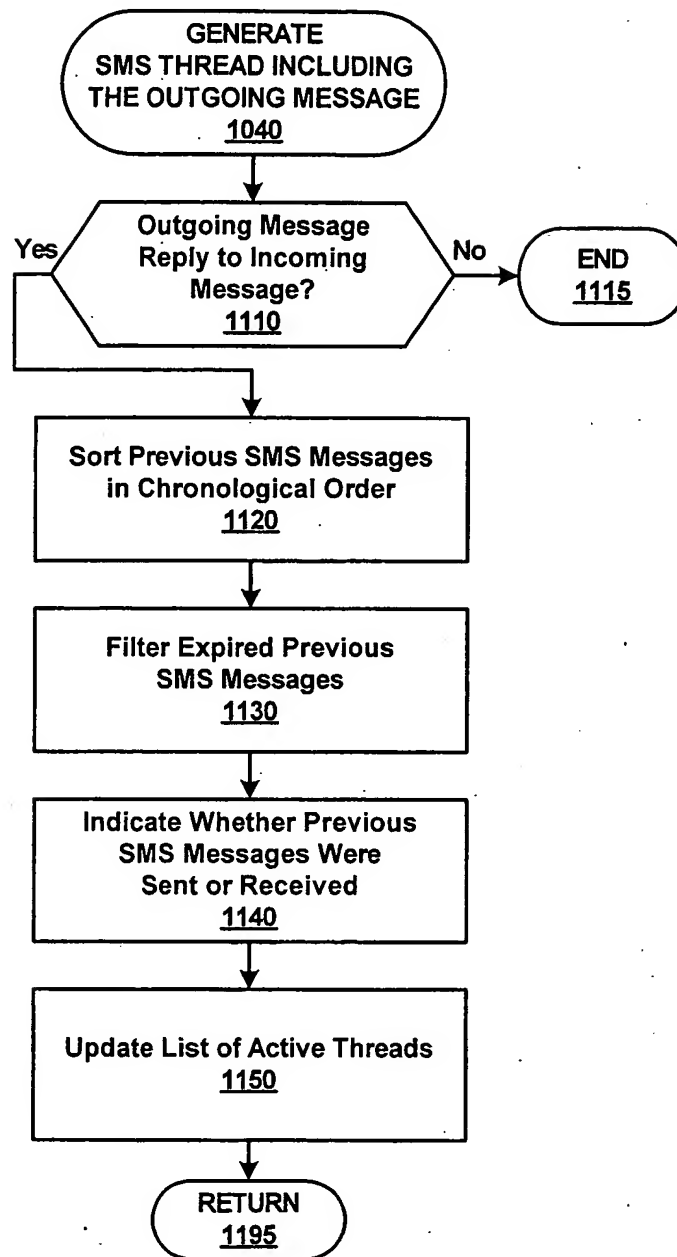 GENERATE
SMS THREAD INCLUDING
THE OUTGOING MESSAGE
1040
Outgoing Message
Reply to Incoming
Message?
1110
Yes
No
END
1115
Sort Previous SMS Messages
in Chronological Order
1120
Filter Expired Previous
SMS Messages
1130
Indicate Whether Previous
SMS Messages Were
Sent or Received
1140
Update List of Active Threads
1150
RETURN
1195